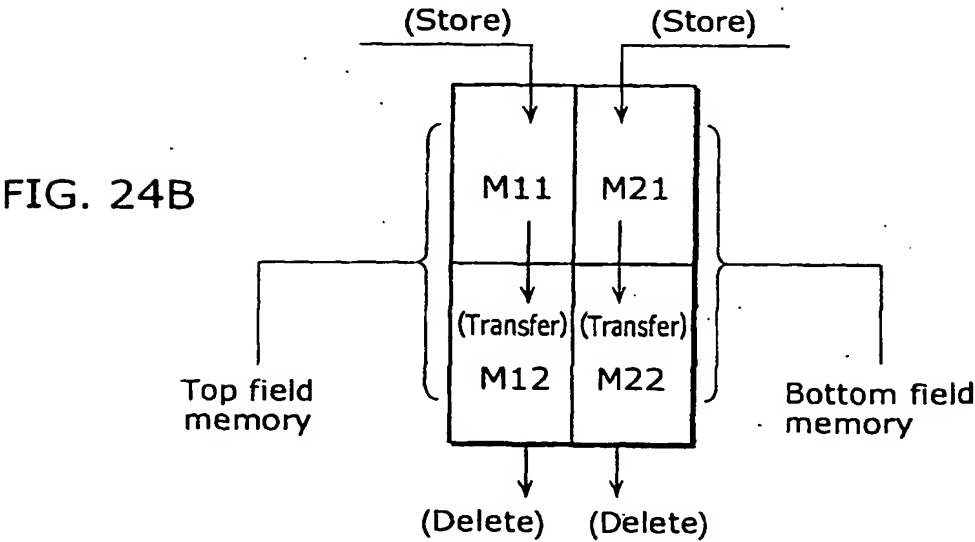 (Store) (Store)
FIG. 24B
M11 M21
(Transfer) (Transfer)
M12 M22
Top field
memory
Bottom field
memory
(Delete) (Delete)